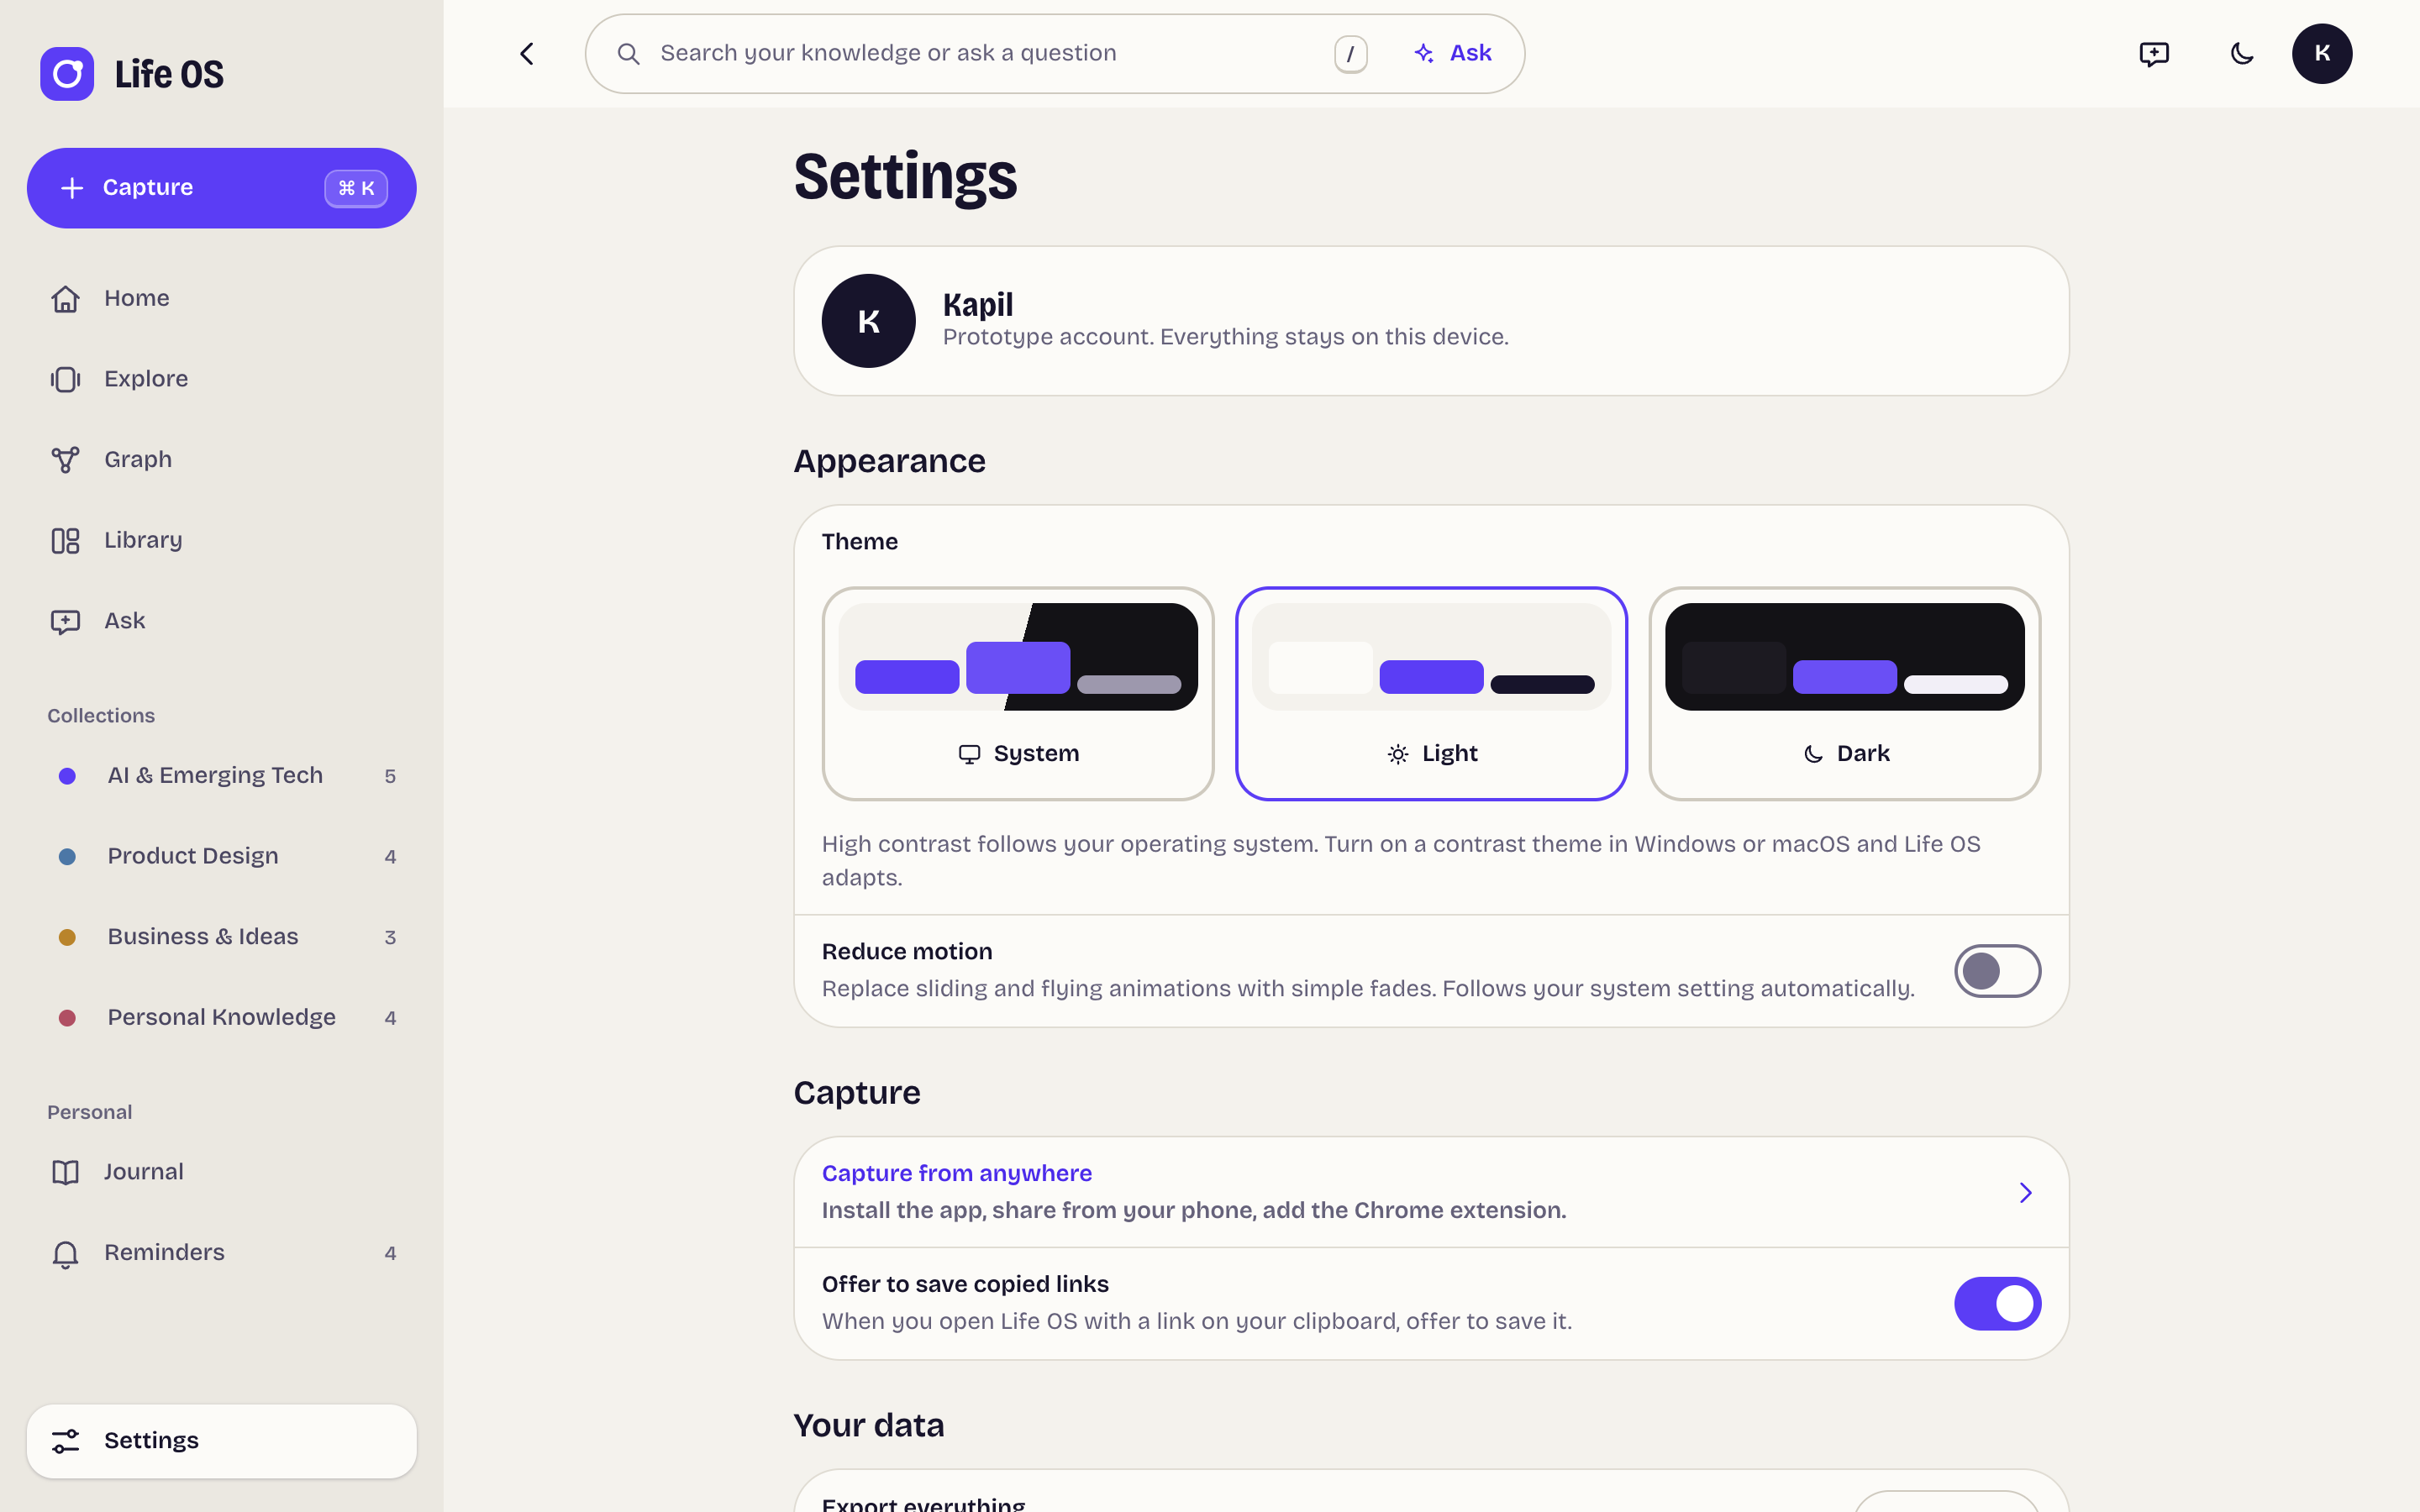 Life OS
Capture ⌘ K
Home
Explore
Graph
Library
Ask
Collections
AI & Emerging Tech 5
Product Design 4
Business & Ideas 3
Personal Knowledge 4
Personal
Journal
Reminders 4
Settings
Search your knowledge or ask a question / Ask
K
Settings
K
Kapil
Prototype account. Everything stays on this device.
Appearance
Theme
System
Light
Dark
High contrast follows your operating system. Turn on a contrast theme in Windows or macOS and Life OS
adapts.
Reduce motion
Replace sliding and flying animations with simple fades. Follows your system setting automatically.
Capture
Capture from anywhere
Install the app, share from your phone, add the Chrome extension.
Offer to save copied links
When you open Life OS with a link on your clipboard, offer to save it.
Your data
Export everything